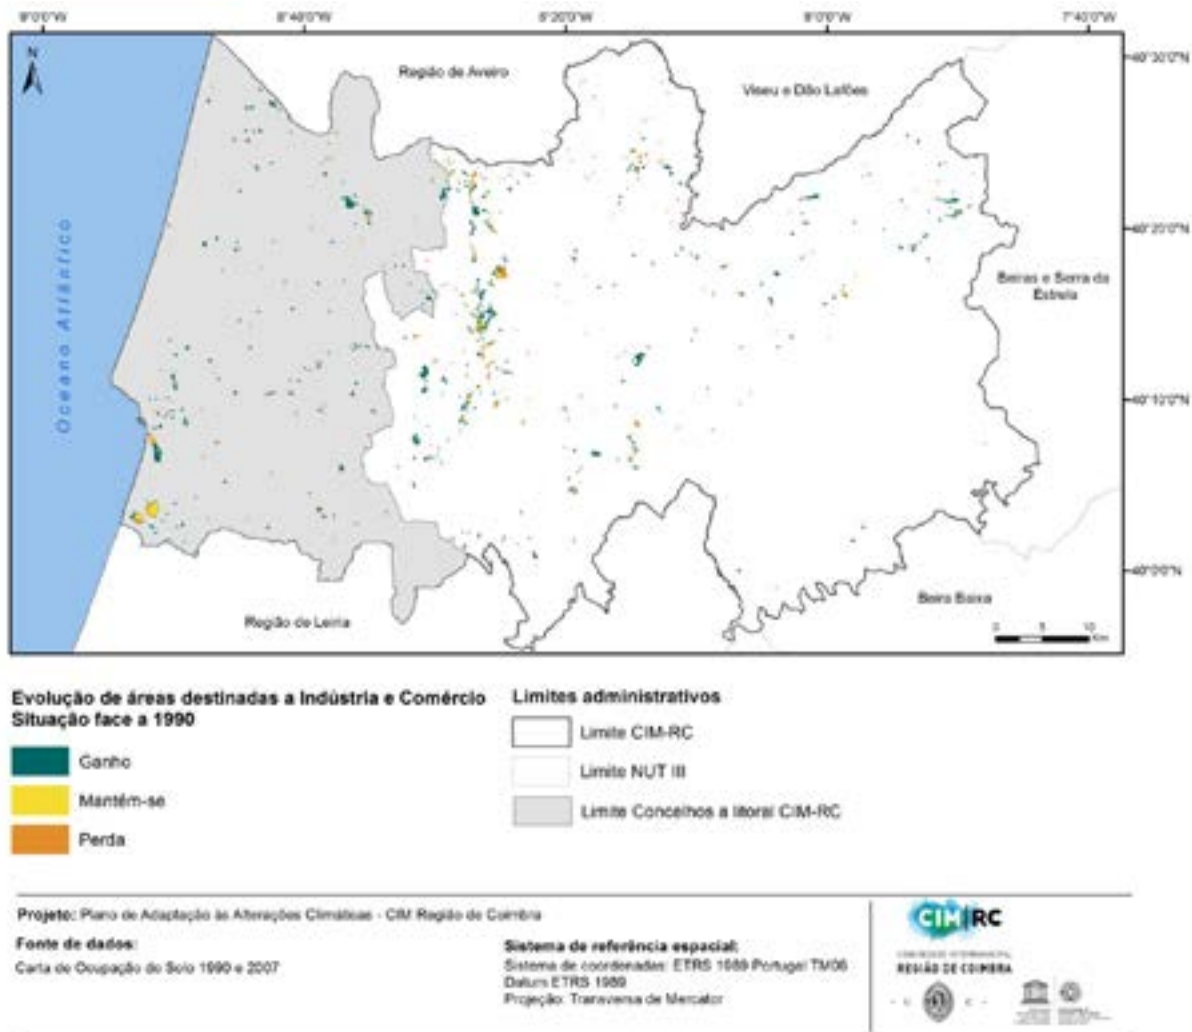 9°0'0"W 8°40'0"W 8°20'0"W 8°0'0"W 7°40'0"W
N
Região de Aveiro
Viseu e Dão Lafões
40°30'0"N
40°20'0"N
Oceano Atlântico
Beiras e Serra da
Estrela
40°10'0"N
40°0'0"N
Região de Leiria
Beira Baixa
0 5 10
Km
Evolução de áreas destinadas a Indústria e Comércio
Situação face a 1990
Ganho
Mantém-se
Perda
Limites administrativos
Limite CIM-RC
Limite NUT III
Limite Concelhos a litoral CIM-RC
Projeto: Plano de Adaptação às Alterações Climáticas - CIM Região de Coimbra
Fonte de dados:
Carta de Ocupação do Solo 1990 e 2007
Sistema de referência espacial:
Sistema de coordenadas: ETRS 1989 Portugal TM06
Datum ETRS 1989
Projeção: Transversa de Mercator
CIM|RC
COMUNIDADE INTERMUNICIPAL
REGIÃO DE COIMBRA